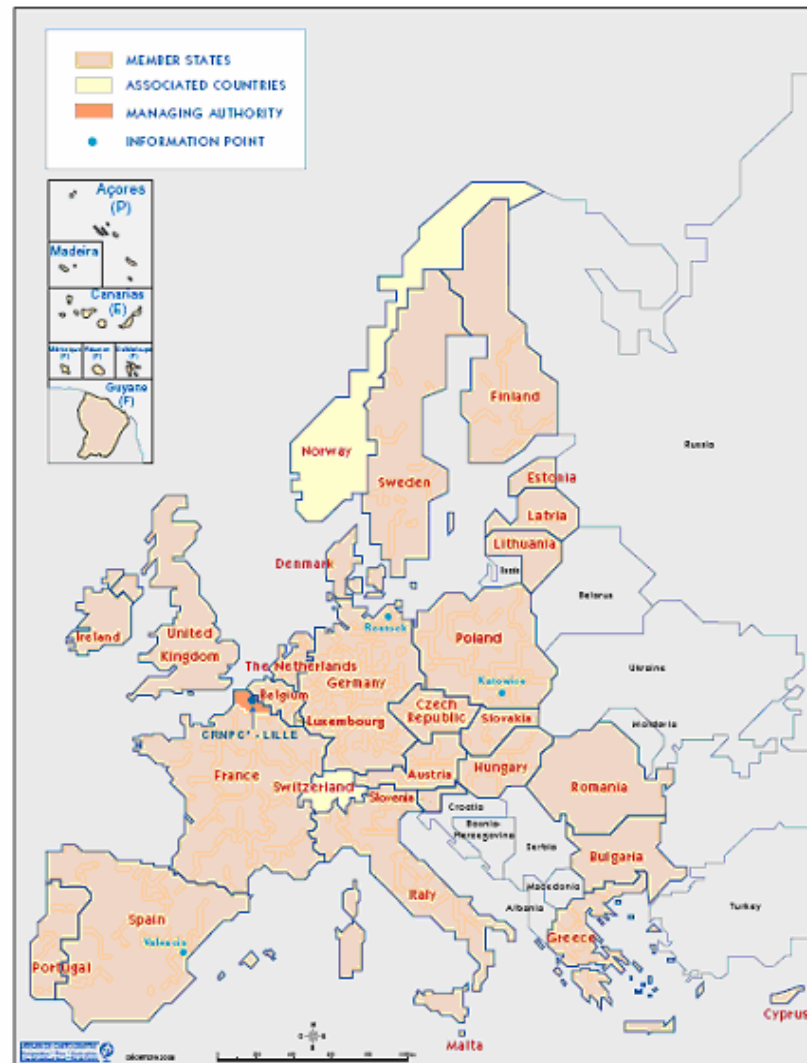 MEMBER STATES
ASSOCIATED COUNTRIES
MANAGING AUTHORITY
INFORMATION POINT
Açores
(P)
Madeira
Canarias
(E)
Guyane
(F)
Norway
Sweden
Finland
Russia
Estonia
Latvia
Lithuania
Denmark
Belarus
Ireland
United
Kingdom
The Netherlands
Rostock
Poland
Germany
Katowice
Ukraine
Belgium
Luxembourg
Czech
Republic
Slovakia
Moldavia
CRNPC' - LILLE
France
Switzerland
Austria
Hungary
Romania
Slovenia
Croatia
Bosnia-
Herzegovina
Serbia
Bulgaria
Italy
Macedonia
Albania
Spain
Valencia
Portugal
Greece
Turkey
Cyprus
Malta